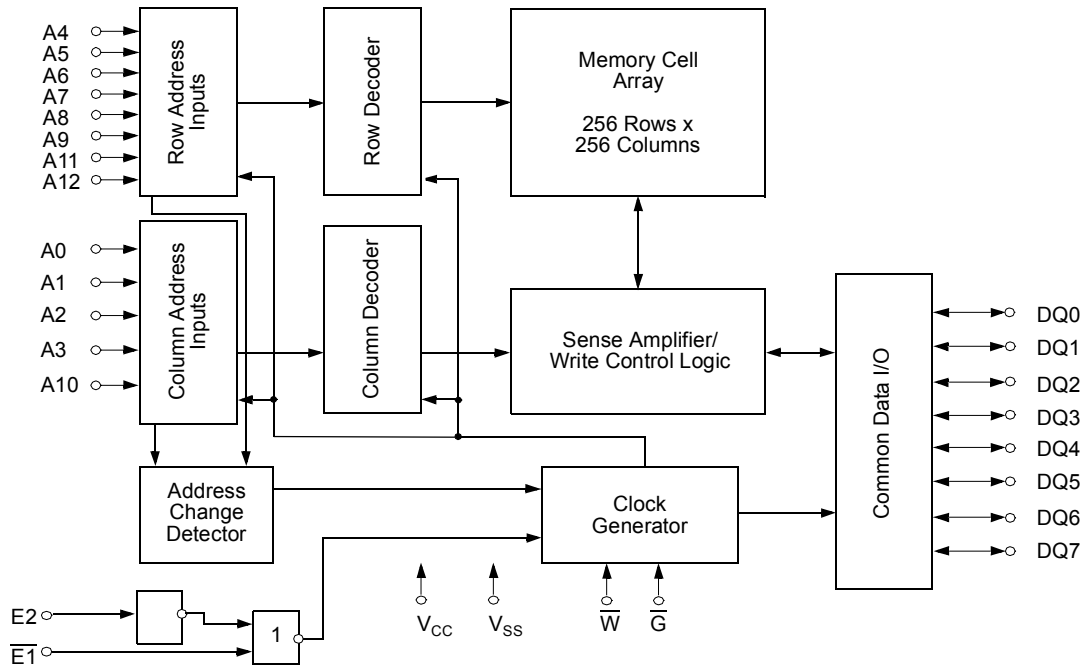 A4
A5
A6
A7
A8
A9
A11
A12
Row Address
Inputs
Row Decoder
Memory Cell
Array
256 Rows x
256 Columns
A0
A1
A2
A3
A10
Column Address
Inputs
Column Decoder
Sense Amplifier/
Write Control Logic
Common Data I/O
DQ0
DQ1
DQ2
DQ3
DQ4
DQ5
DQ6
DQ7
Address
Change
Detector
Clock
Generator
E2
E1
1
VCC
VSS
W
G